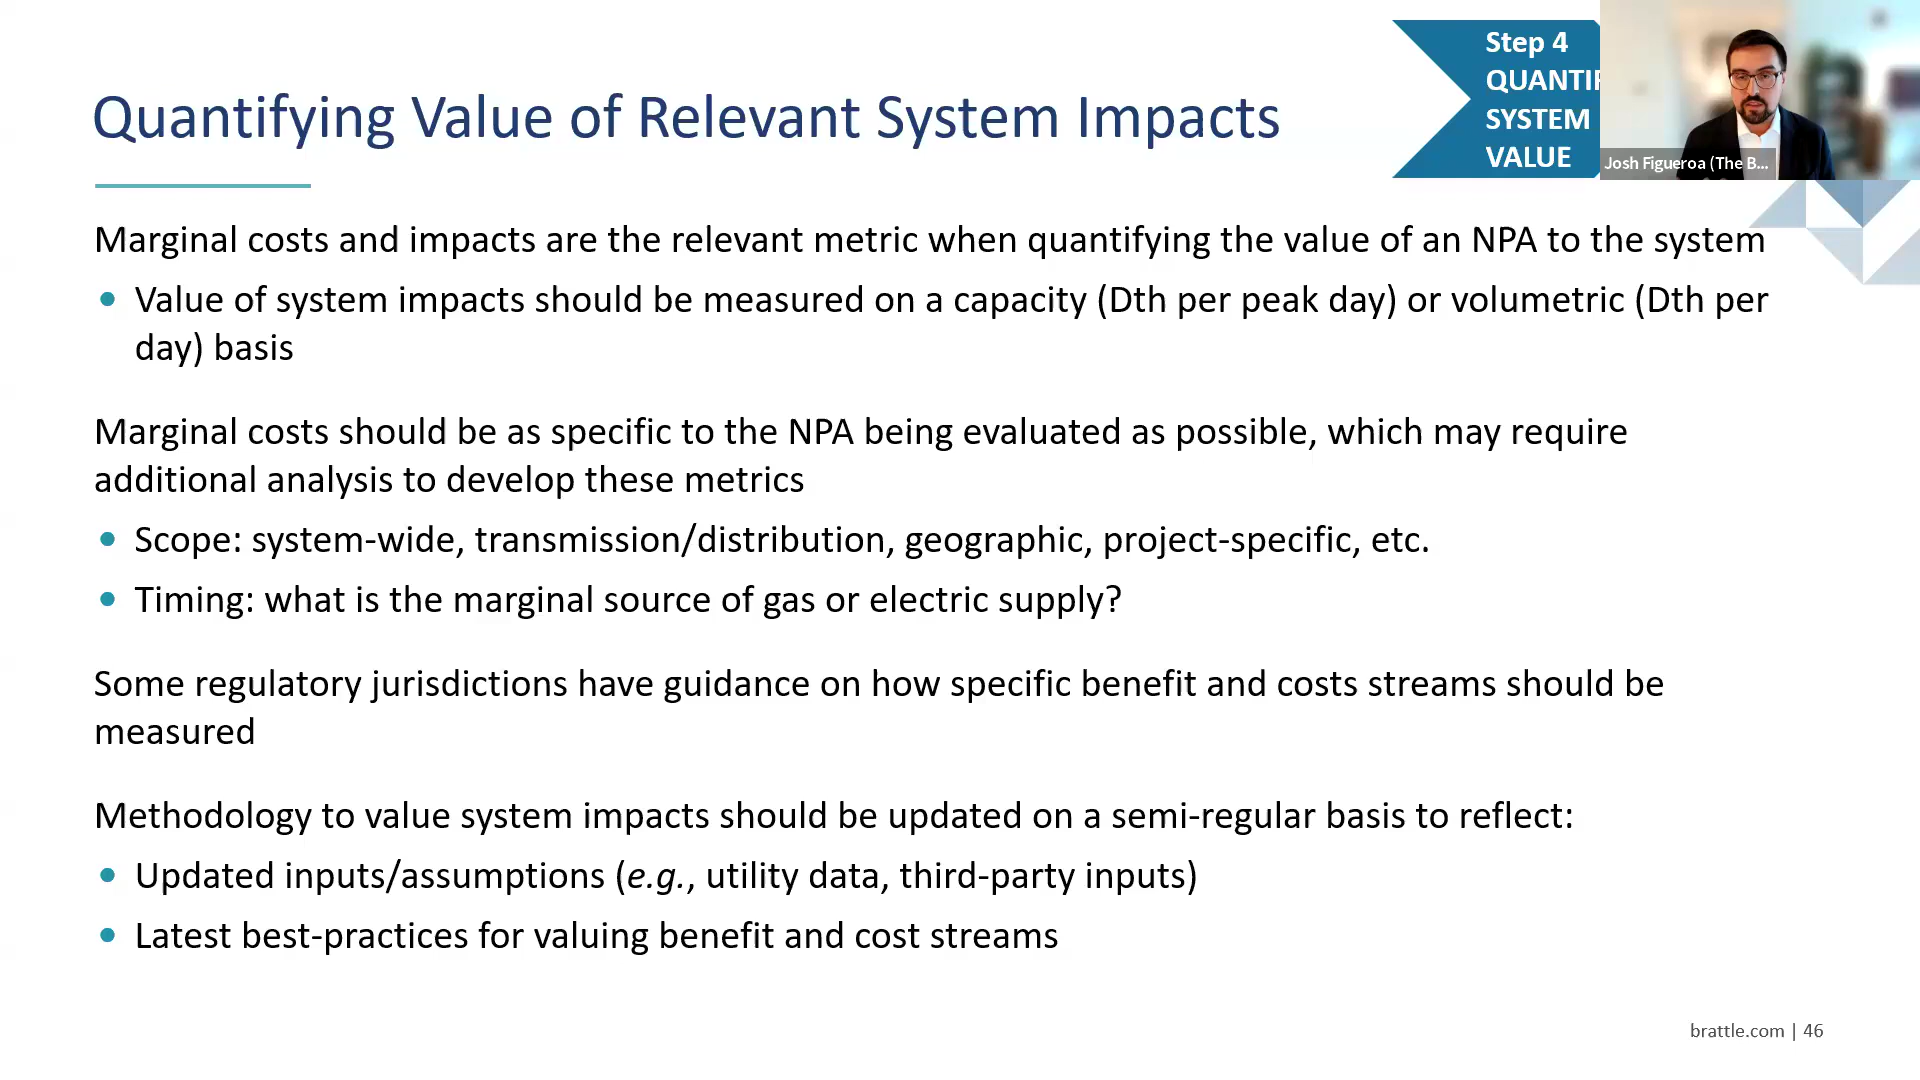 Step 4
QUANTIF
SYSTEM
VALUE
Josh Figueroa (The B...
Quantifying Value of Relevant System Impacts
Marginal costs and impacts are the relevant metric when quantifying the value of an NPA to the system
• Value of system impacts should be measured on a capacity (Dth per peak day) or volumetric (Dth per
day) basis
Marginal costs should be as specific to the NPA being evaluated as possible, which may require
additional analysis to develop these metrics
• Scope: system-wide, transmission/distribution, geographic, project-specific, etc.
• Timing: what is the marginal source of gas or electric supply?
Some regulatory jurisdictions have guidance on how specific benefit and costs streams should be
measured
Methodology to value system impacts should be updated on a semi-regular basis to reflect:
• Updated inputs/assumptions (e.g., utility data, third-party inputs)
• Latest best-practices for valuing benefit and cost streams
brattle.com | 46